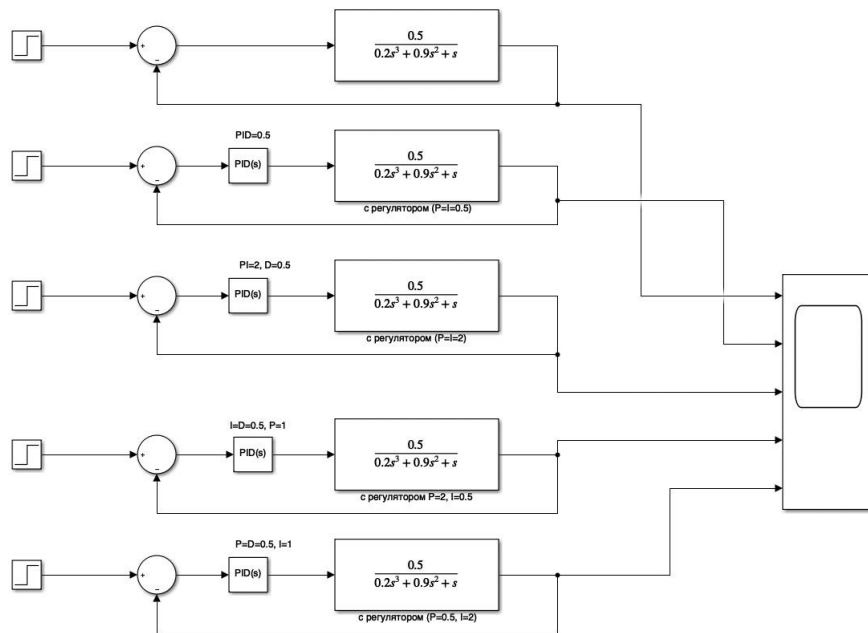 +
−
0.5
0.2s³ + 0.9s² + s
PID=0.5
+
−
PID(s)
0.5
0.2s³ + 0.9s² + s
с регулятором (P=I=0.5)
PI=2, D=0.5
+
−
PID(s)
0.5
0.2s³ + 0.9s² + s
с регулятором (P=I=2)
I=D=0.5, P=1
+
−
PID(s)
0.5
0.2s³ + 0.9s² + s
с регулятором P=2, I=0.5
P=D=0.5, I=1
+
−
PID(s)
0.5
0.2s³ + 0.9s² + s
с регулятором (P=0.5, I=2)